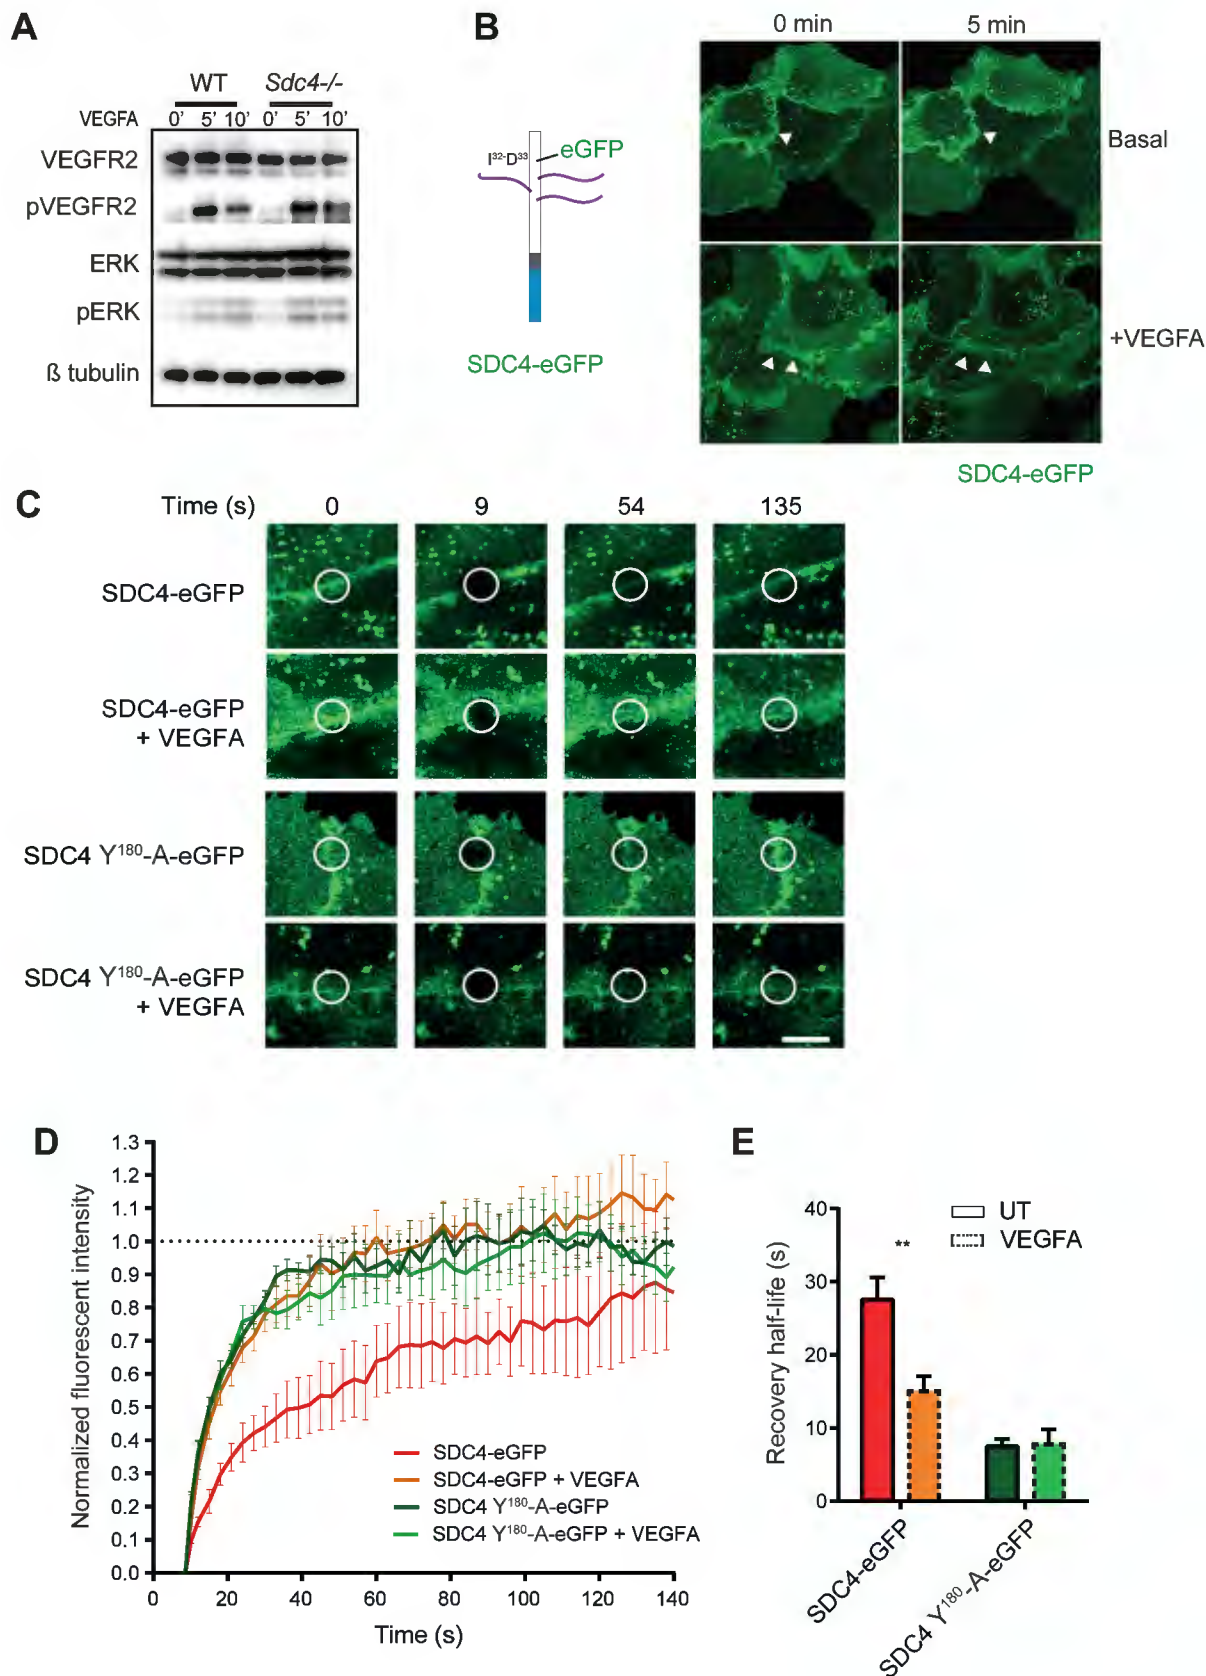 A
WT Sdc4-/-
VEGFA 0' 5' 10' 0' 5' 10'
VEGFR2
pVEGFR2
ERK
pERK
ß tubulin
B
0 min 5 min
I³²-D³³ eGFP
SDC4-eGFP
Basal
+VEGFA
SDC4-eGFP
C
Time (s) 0 9 54 135
SDC4-eGFP
SDC4-eGFP
+ VEGFA
SDC4 Y¹⁸⁰-A-eGFP
SDC4 Y¹⁸⁰-A-eGFP
+ VEGFA
D
Normalized fluorescent intensity
1.3
1.2
1.1
1.0
0.9
0.8
0.7
0.6
0.5
0.4
0.3
0.2
0.1
0.0
0 20 40 60 80 100 120 140
Time (s)
SDC4-eGFP
SDC4-eGFP + VEGFA
SDC4 Y¹⁸⁰-A-eGFP
SDC4 Y¹⁸⁰-A-eGFP + VEGFA
E
Recovery half-life (s)
40
30
20
10
0
UT
VEGFA
**
SDC4-eGFP
SDC4 Y¹⁸⁰-A-eGFP